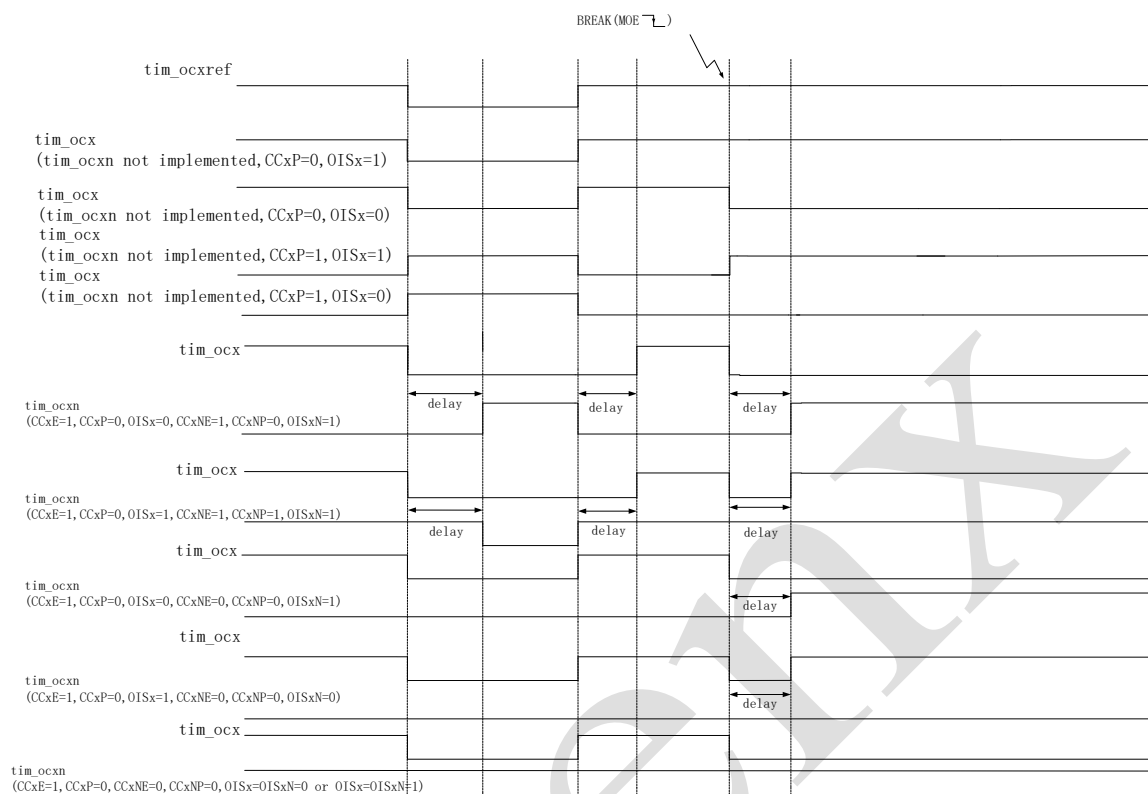 BREAK(MOE )
tim_ocxref
tim_ocx
(tim_ocxn not implemented,CCxP=0,OISx=1)
tim_ocx
(tim_ocxn not implemented,CCxP=0,OISx=0)
tim_ocx
(tim_ocxn not implemented,CCxP=1,OISx=1)
tim_ocx
(tim_ocxn not implemented,CCxP=1,OISx=0)
tim_ocx
delay delay delay
tim_ocxn
(CCxE=1,CCxP=0,OISx=0,CCxNE=1,CCxNP=0,OISxN=1)
tim_ocx
tim_ocxn
(CCxE=1,CCxP=0,OISx=1,CCxNE=1,CCxNP=1,OISxN=1)
delay delay delay
tim_ocx
tim_ocxn
(CCxE=1,CCxP=0,OISx=0,CCxNE=0,CCxNP=0,OISxN=1)
delay
tim_ocx
tim_ocxn
(CCxE=1,CCxP=0,OISx=1,CCxNE=0,CCxNP=0,OISxN=0)
delay
tim_ocx
tim_ocxn
(CCxE=1,CCxP=0,CCxNE=0,CCxNP=0,OISx=OISxN=0 or OISx=OISxN=1)
enx